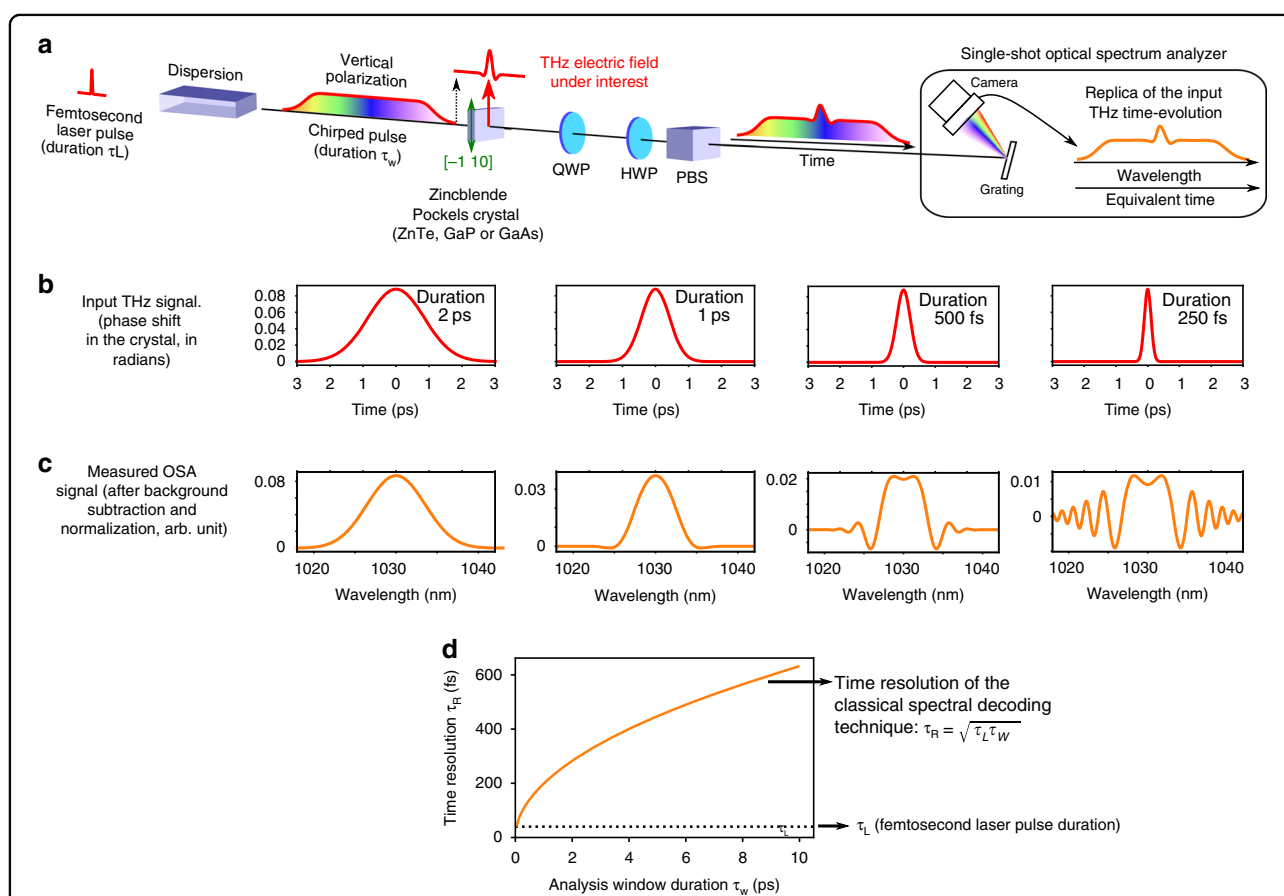 a
Femtosecond
laser pulse
(duration τL)
Dispersion
Vertical
polarization
Chirped pulse
(duration τw)
THz electric field
under interest
[−1 10]
Zincblende
Pockels crystal
(ZnTe, GaP or GaAs)
QWP
HWP
PBS
Time
Single-shot optical spectrum analyzer
Camera
Replica of the input
THz time-evolution
Grating
Wavelength
Equivalent time
b
Input THz signal.
(phase shift
in the crystal, in
radians)
0.08
0.06
0.04
0.02
0
Duration
2 ps
3 2 1 0 1 2 3
Time (ps)
Duration
1 ps
3 2 1 0 1 2 3
Time (ps)
Duration
500 fs
3 2 1 0 1 2 3
Time (ps)
Duration
250 fs
3 2 1 0 1 2 3
Time (ps)
c
Measured OSA
signal (after background
subtraction and
normalization, arb. unit)
0.08
0
1020 1030 1040
Wavelength (nm)
0.03
0
1020 1030 1040
Wavelength (nm)
0.02
0
1020 1030 1040
Wavelength (nm)
0.01
0
1020 1030 1040
Wavelength (nm)
d
Time resolution τR (fs)
600
400
200
0
0 2 4 6 8 10
Analysis window duration τw (ps)
τL
Time resolution of the
classical spectral decoding
technique: τR = √τLτW
τL (femtosecond laser pulse duration)